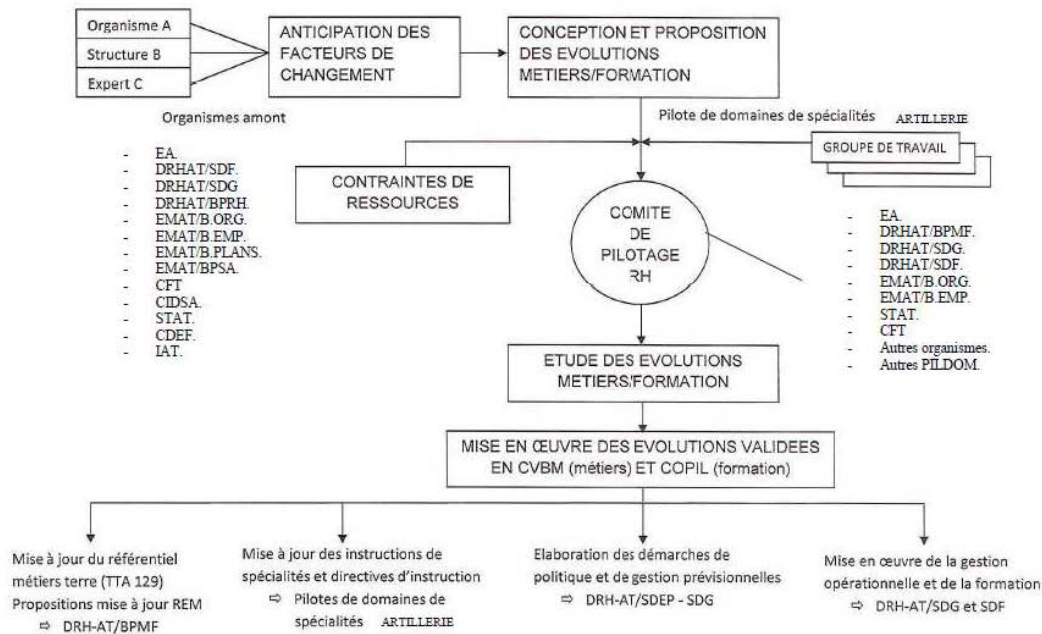 Organisme A
Structure B
Expert C
ANTICIPATION DES
FACTEURS DE
CHANGEMENT
CONCEPTION ET PROPOSITION
DES EVOLUTIONS
METIERS/FORMATION
Organismes amont
- EA.
- DRHAT/SDF.
- DRHAT/SDG
- DRHAT/BPRH.
- EMAT/B.ORG.
- EMAT/B.EMP.
- EMAT/B.PLANS.
- EMAT/BPSA.
- CFT
- CIDSA.
- STAT.
- CDEF.
- IAT.
Pilote de domaines de spécialités ARTILLERIE
GROUPE DE TRAVAIL
CONTRAINTES DE
RESSOURCES
COMITE
DE
PILOTAGE
RH
- EA.
- DRHAT/BPMF.
- DRHAT/SDG.
- DRHAT/SDF.
- EMAT/B.ORG.
- EMAT/B.EMP.
- STAT.
- CFT
- Autres organismes.
- Autres PILDOM.
ETUDE DES EVOLUTIONS
METIERS/FORMATION
MISE EN ŒUVRE DES EVOLUTIONS VALIDEES
EN CVBM (métiers) ET COPIL (formation)
Mise à jour du référentiel
métiers terre (TTA 129)
Propositions mise à jour REM
⇨ DRH-AT/BPMF
Mise à jour des instructions de
spécialités et directives d'instruction
⇨ Pilotes de domaines de
spécialités ARTILLERIE
Elaboration des démarches de
politique et de gestion prévisionnelles
⇨ DRH-AT/SDEP - SDG
Mise en œuvre de la gestion
opérationnelle et de la formation
⇨ DRH-AT/SDG et SDF